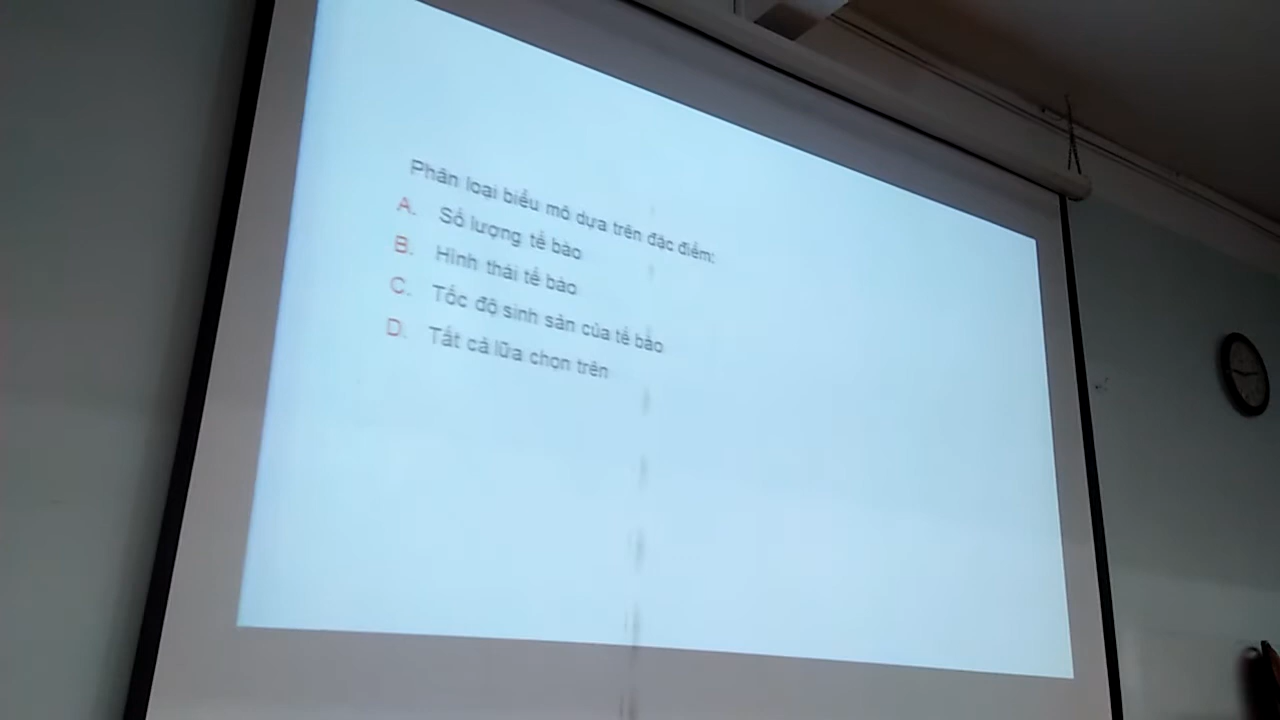 Phân loại biểu mô dựa trên đặc điểm:
A. Số lượng tế bào
B. Hình thái tế bào
C. Tốc độ sinh sản của tế bào
D. Tất cả lữa chọn trên